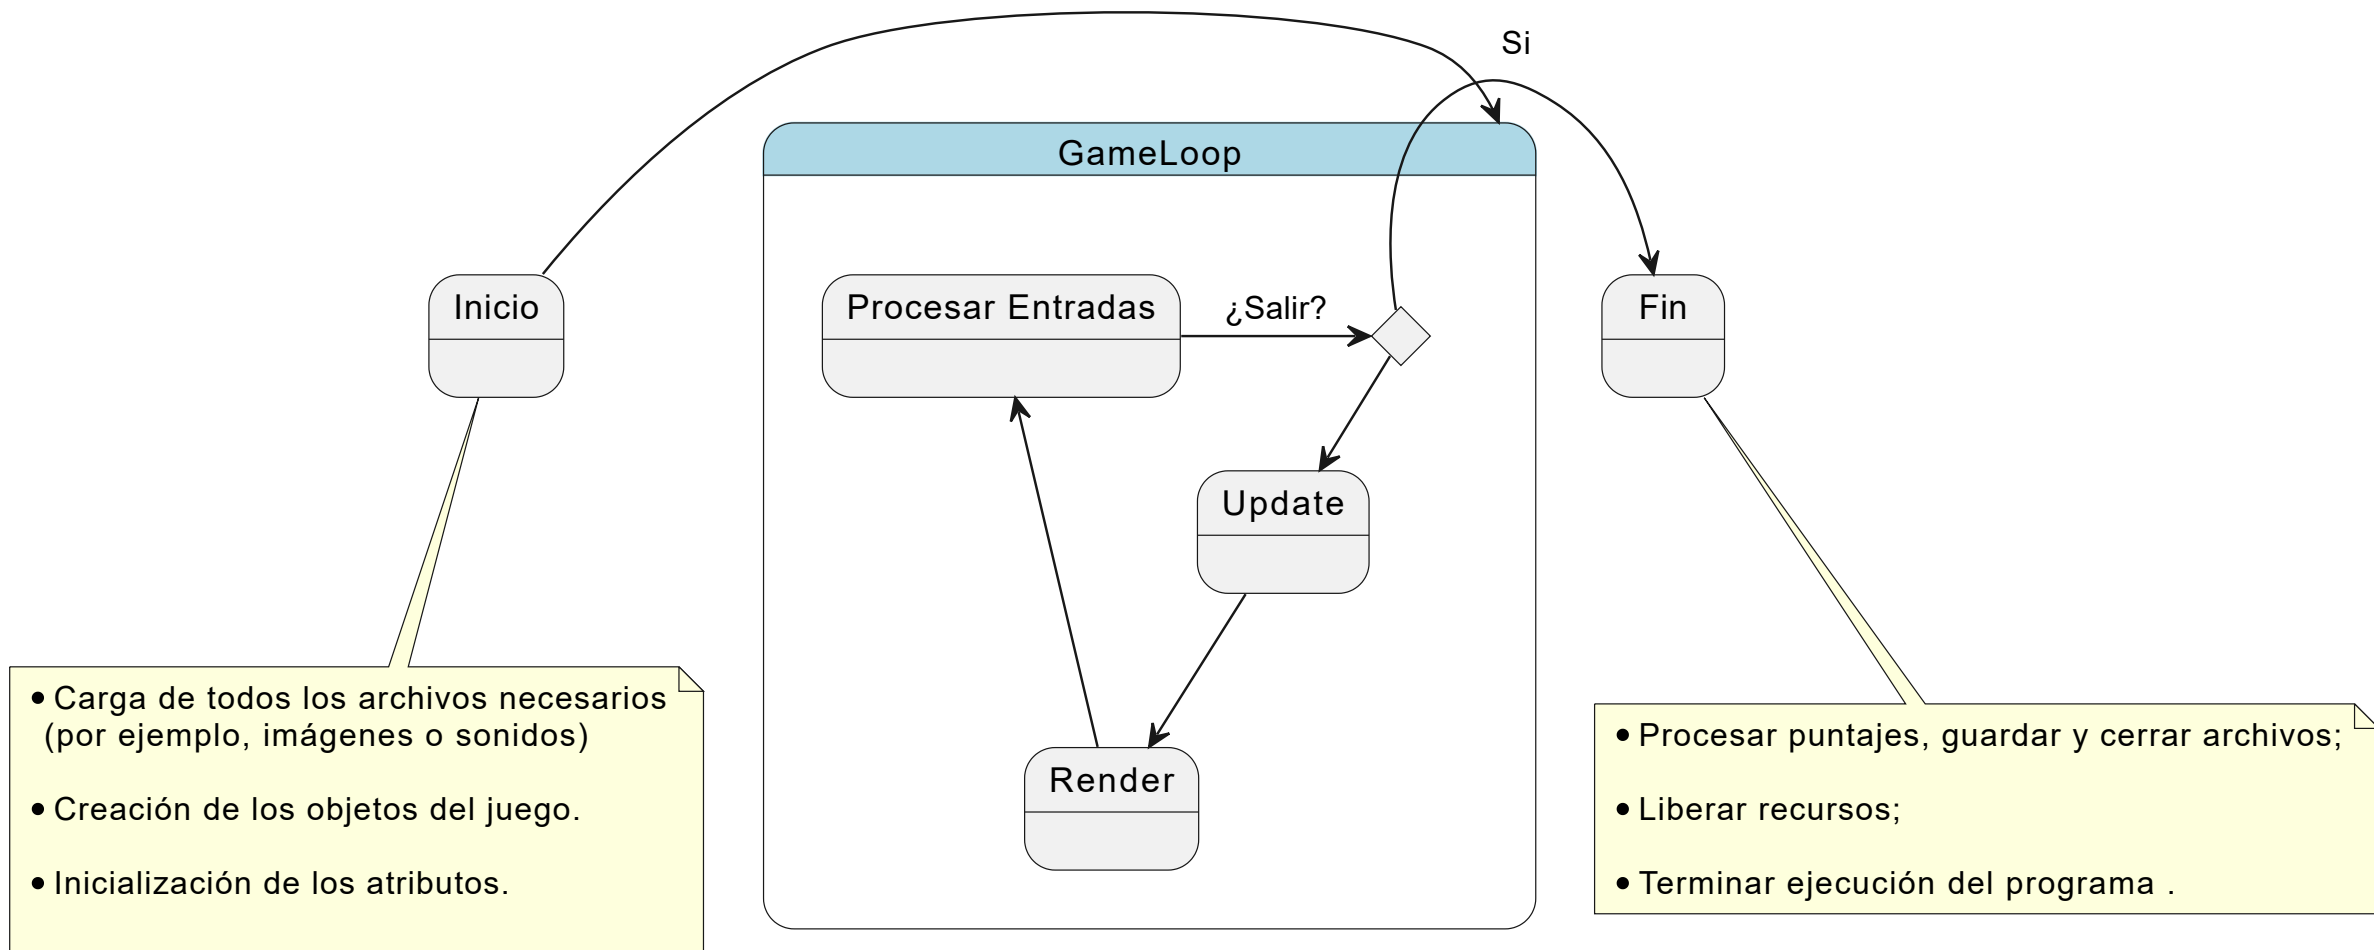 Si
GameLoop
Inicio
Procesar Entradas
¿Salir?
Fin
Update
Render
• Carga de todos los archivos necesarios
(por ejemplo, imágenes o sonidos)
• Creación de los objetos del juego.
• Inicialización de los atributos.
• Procesar puntajes, guardar y cerrar archivos;
• Liberar recursos;
• Terminar ejecución del programa .